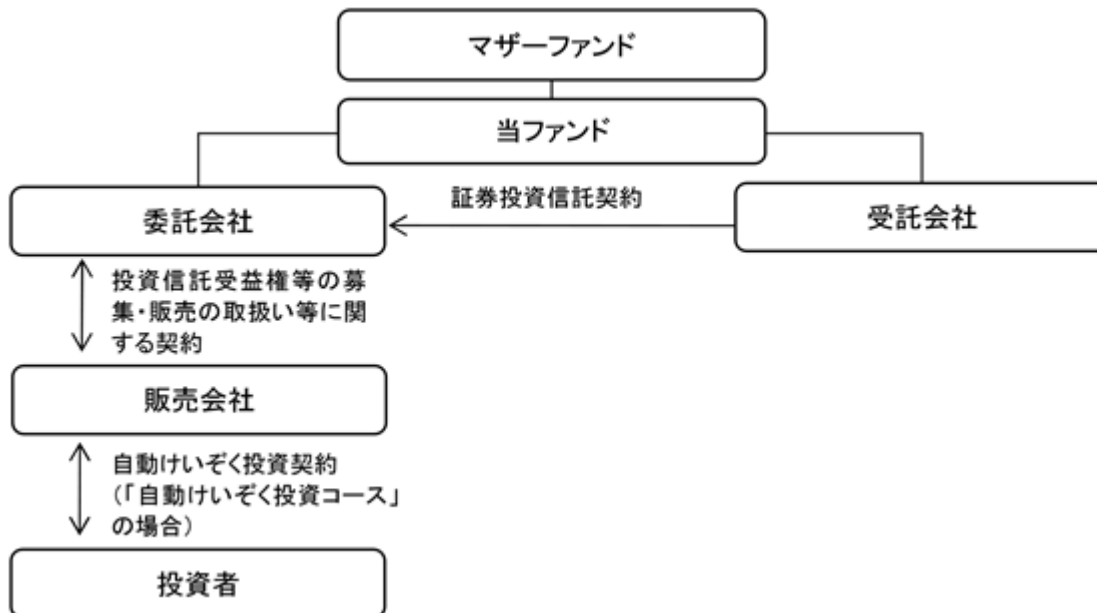 マザーファンド
当ファンド
証券投資信託契約
委託会社
受託会社
投資信託受益権等の募
集・販売の取扱い等に関
する契約
販売会社
自動けいぞく投資契約
(「自動けいぞく投資コース」
の場合)
投資者